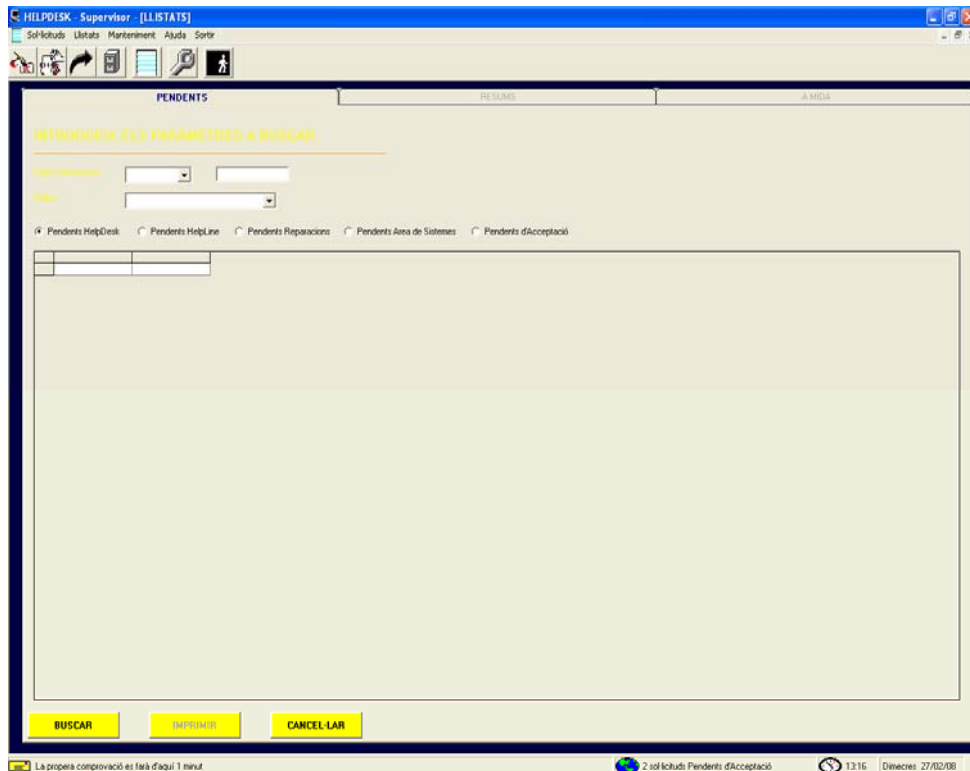 HELPDESK - Supervisor - [LLISTATS]
Sol·licituds Llistats Manteniment Ajuda Sortir
PENDENTS RESUMS A MIDA
INTRODUEIX ELS PARÀMETRES A BUSCAR
Pendents HelpDesk Pendents HelpLine Pendents Reparacions Pendents Area de Sistemes Pendents d'Acceptació
BUSCAR IMPRIMIR CANCEL·LAR
La propera comprovació es farà d'aquí 1 minut 2 sol·licituds Pendents d'Acceptació 13:16 Dimecres 27/02/08